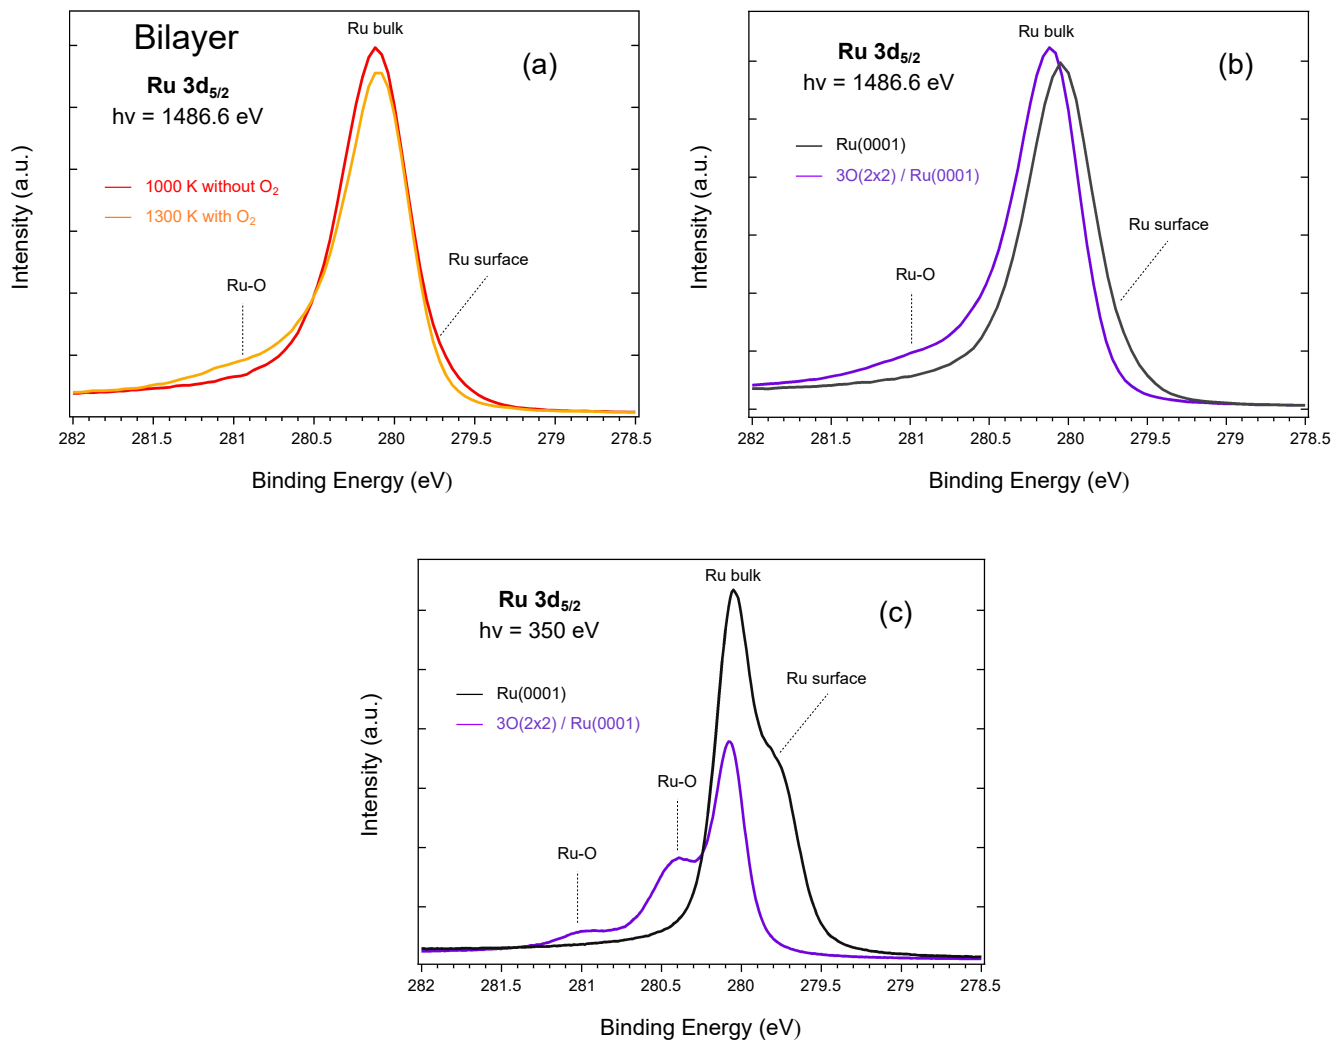 Bilayer
Ru 3d5/2
hν = 1486.6 eV
Ru bulk
(a)
1000 K without O2
1300 K with O2
Ru-O
Ru surface
Intensity (a.u.)
282 281.5 281 280.5 280 279.5 279 278.5
Binding Energy (eV)
Ru bulk
Ru 3d5/2
hν = 1486.6 eV
(b)
Ru(0001)
3O(2x2) / Ru(0001)
Ru-O
Ru surface
Intensity (a.u.)
282 281.5 281 280.5 280 279.5 279 278.5
Binding Energy (eV)
Ru bulk
Ru 3d5/2
hν = 350 eV
(c)
Ru(0001)
3O(2x2) / Ru(0001)
Ru surface
Ru-O
Ru-O
Intensity (a.u.)
282 281.5 281 280.5 280 279.5 279 278.5
Binding Energy (eV)